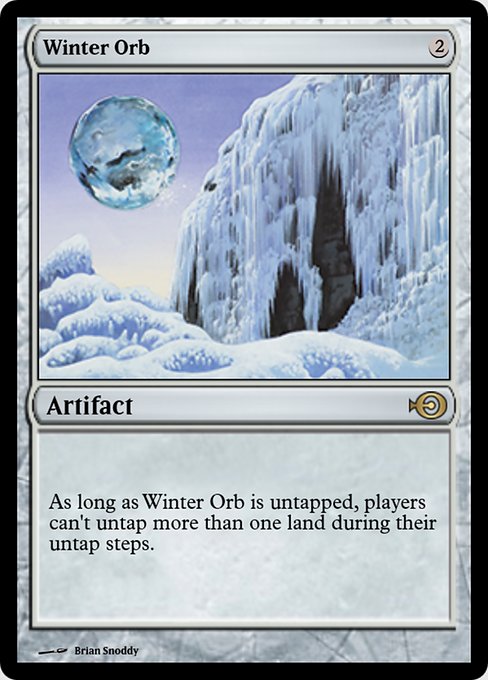 Winter Orb 2
Artifact
As long as Winter Orb is untapped, players
can't untap more than one land during their
untap steps.
Brian Snoddy